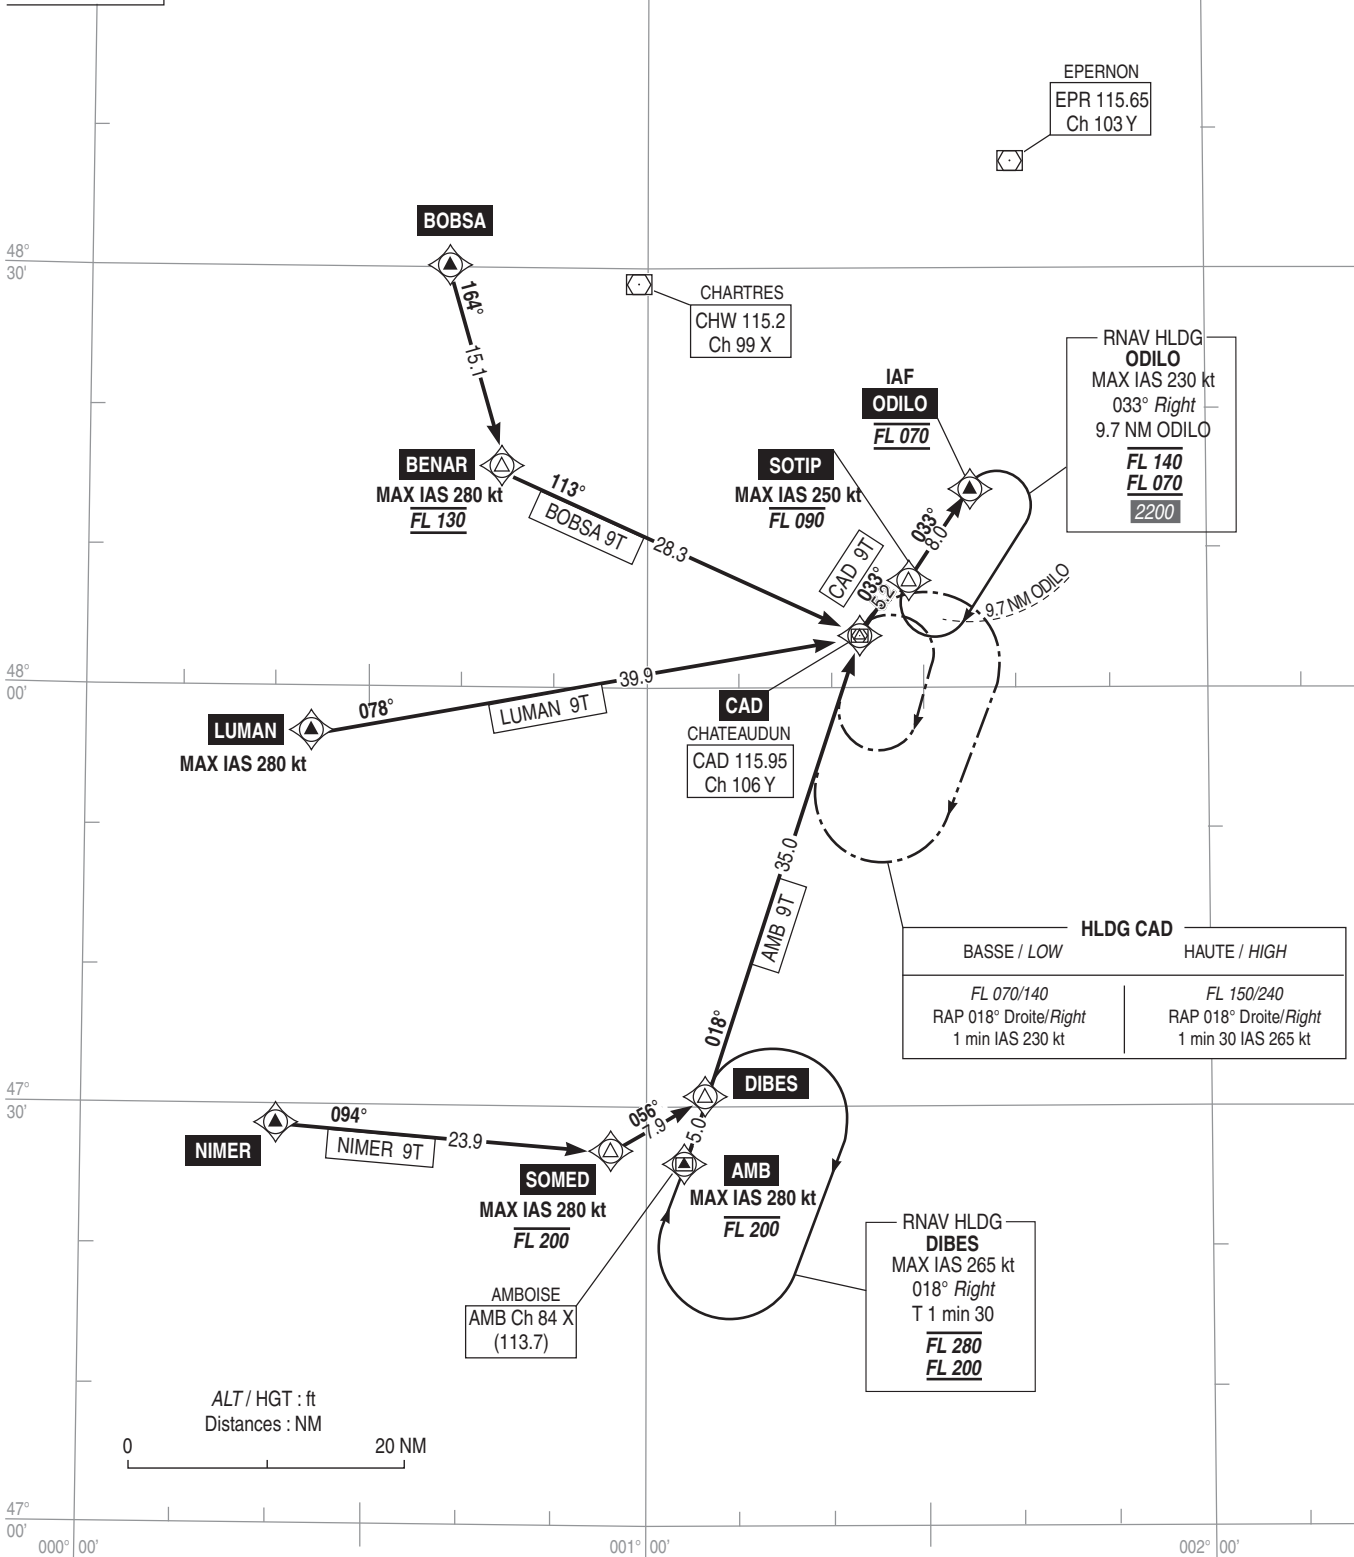 EPERNON
EPR 115.65
Ch 103 Y
BOBSA
48°
30'
164°
15.1
CHARTRES
CHW 115.2
Ch 99 X
RNAV HLDG
ODILO
MAX IAS 230 kt
033° Right
9.7 NM ODILO
FL 140
FL 070
2200
IAF
ODILO
FL 070
BENAR
MAX IAS 280 kt
FL 130
SOTIP
MAX IAS 250 kt
FL 090
113°
BOBSA 9T
28.3
033°
8.0
CAD 9T
033°
5.2
9.7 NM ODILO
48°
00'
39.9
078°
LUMAN 9T
LUMAN
MAX IAS 280 kt
CAD
CHATEAUDUN
CAD 115.95
Ch 106 Y
35.0
AMB 9T
HLDG CAD
BASSE / LOW
HAUTE / HIGH
FL 070/140
RAP 018° Droite/Right
1 min IAS 230 kt
FL 150/240
RAP 018° Droite/Right
1 min 30 IAS 265 kt
018°
DIBES
47°
30'
094°
NIMER 9T
23.9
056°
7.9
5.0
NIMER
SOMED
MAX IAS 280 kt
FL 200
AMB
MAX IAS 280 kt
FL 200
RNAV HLDG
DIBES
MAX IAS 265 kt
018° Right
T 1 min 30
FL 280
FL 200
AMBOISE
AMB Ch 84 X
(113.7)
ALT / HGT : ft
Distances : NM
0 20 NM
47°
00'
000° 00' 001° 00' 002° 00'